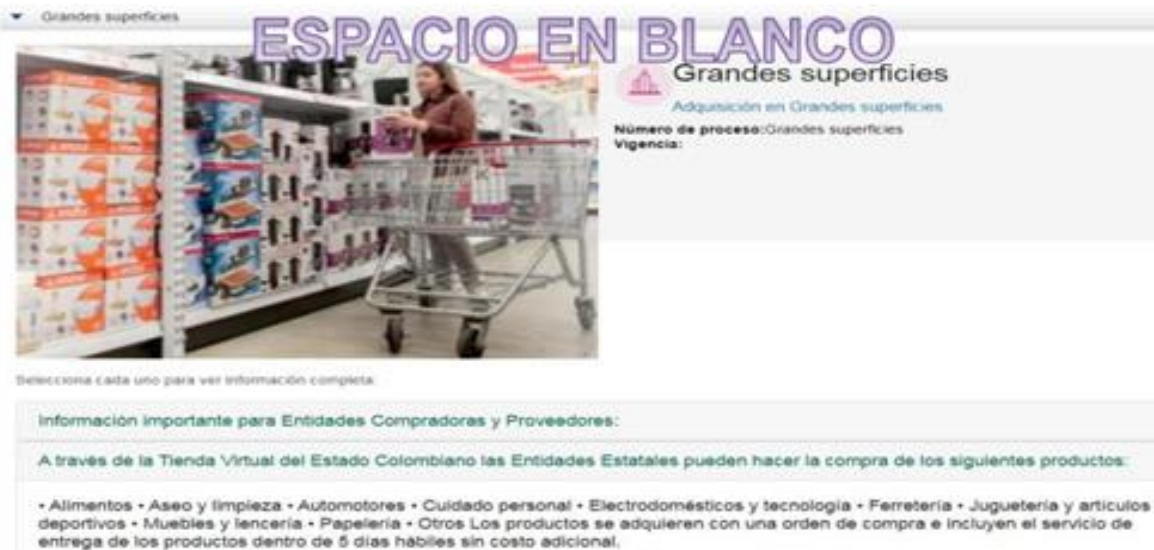 Grandes superficies
ESPACIO EN BLANCO
Grandes superficies
Adquisición en Grandes superficies
Número de proceso:Grandes superficies
Vigencia:
Selecciona cada uno para ver información completa:
Información importante para Entidades Compradoras y Proveedores:
A través de la Tienda Virtual del Estado Colombiano las Entidades Estatales pueden hacer la compra de los siguientes productos:
• Alimentos • Aseo y limpieza • Automotores • Cuidado personal • Electrodomésticos y tecnología • Ferretería • Juguetería y artículos
deportivos • Muebles y lencería • Papelería • Otros Los productos se adquieren con una orden de compra e incluyen el servicio de
entrega de los productos dentro de 5 días hábiles sin costo adicional.